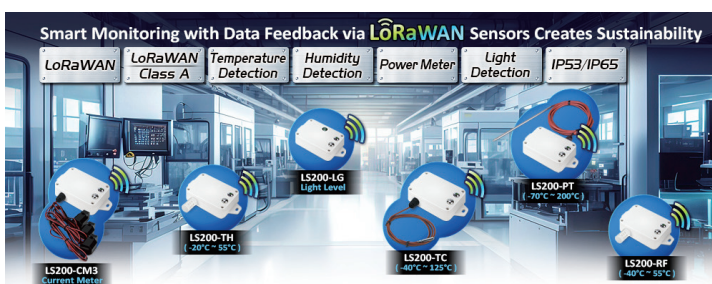 Smart Monitoring with Data Feedback via LoRaWAN Sensors Creates Sustainability
LoRaWAN
LoRaWAN
Class A
Temperature
Detection
Humidity
Detection
Power Meter
Light
Detection
IP53/IP65
LS200-LG
Light Level
LS200-PT
(-70°C ~ 200°C)
LS200-TH
(-20°C ~ 55°C)
LS200-TC
(-40°C ~ 125°C)
LS200-RF
(-40°C ~ 55°C)
LS200-CM3
Current Meter